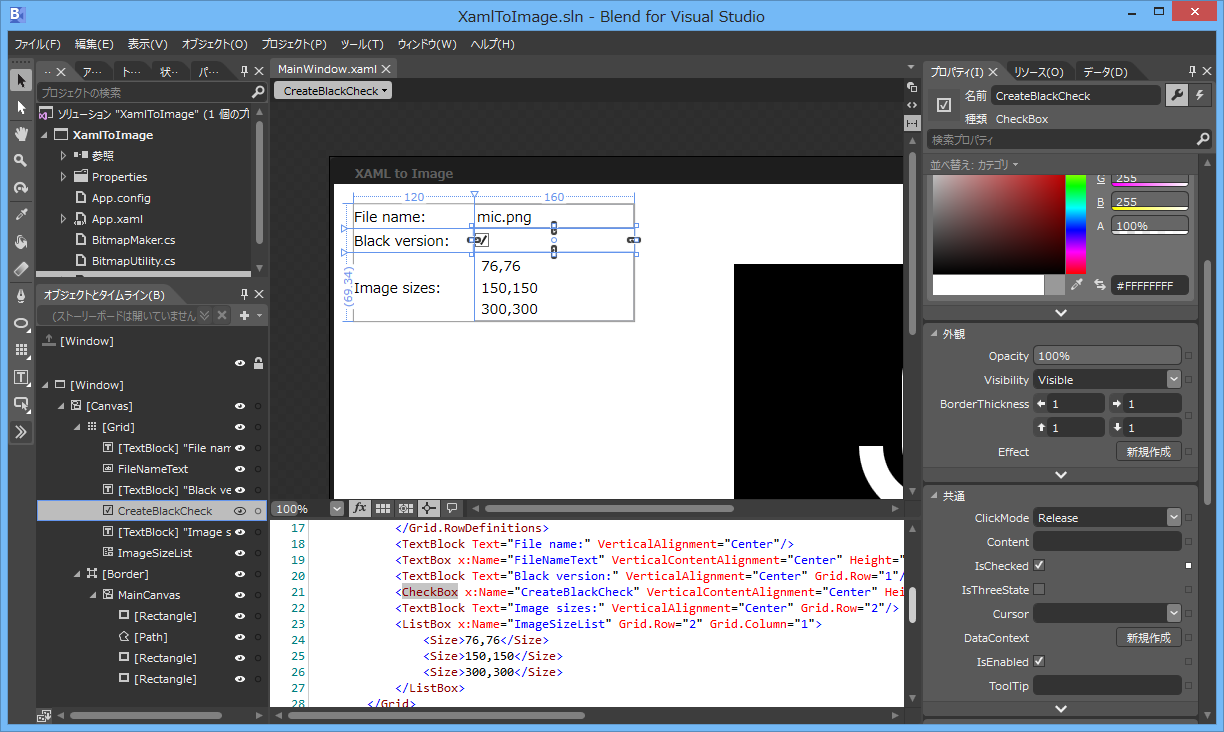 XamlToImage.sln - Blend for Visual Studio
ファイル(F) 編集(E) 表示(V) オブジェクト(O) プロジェクト(P) ツール(T) ウィンドウ(W) ヘルプ(H)
ア... ト... 状... パ...
プロジェクトの検索
ソリューション "XamlToImage" (1 個のプ
XamlToImage
参照
Properties
App.config
App.xaml
BitmapMaker.cs
BitmapUtility.cs
オブジェクトとタイムライン(B)
(ストーリーボードは開いていません
[Window]
[Window]
[Canvas]
[Grid]
[TextBlock] "File nam
FileNameText
[TextBlock] "Black ve
CreateBlackCheck
[TextBlock] "Image s
ImageSizeList
[Border]
MainCanvas
[Rectangle]
[Path]
[Rectangle]
[Rectangle]
MainWindow.xaml
CreateBlackCheck
XAML to Image
120 160
File name: mic.png
Black version:
(69.34)
Image sizes:
76,76
150,150
300,300
100%
fx
17 </Grid.RowDefinitions>
18 <TextBlock Text="File name:" VerticalAlignment="Center"/>
19 <TextBox x:Name="FileNameText" VerticalContentAlignment="Center" Height="
20 <TextBlock Text="Black version:" VerticalAlignment="Center" Grid.Row="1"/
21 <CheckBox x:Name="CreateBlackCheck" VerticalContentAlignment="Center" Hei
22 <TextBlock Text="Image sizes:" VerticalAlignment="Center" Grid.Row="2"/>
23 <ListBox x:Name="ImageSizeList" Grid.Row="2" Grid.Column="1">
24 <Size>76,76</Size>
25 <Size>150,150</Size>
26 <Size>300,300</Size>
27 </ListBox>
28 </Grid>
プロパティ(I) リソース(O) データ(D)
名前 CreateBlackCheck
種類 CheckBox
検索プロパティ
並べ替え: カテゴリ
G 255
B 255
A 100%
#FFFFFFFF
外観
Opacity 100%
Visibility Visible
BorderThickness 1 1
1 1
Effect 新規作成
共通
ClickMode Release
Content
IsChecked
IsThreeState
Cursor
DataContext 新規作成
IsEnabled
ToolTip